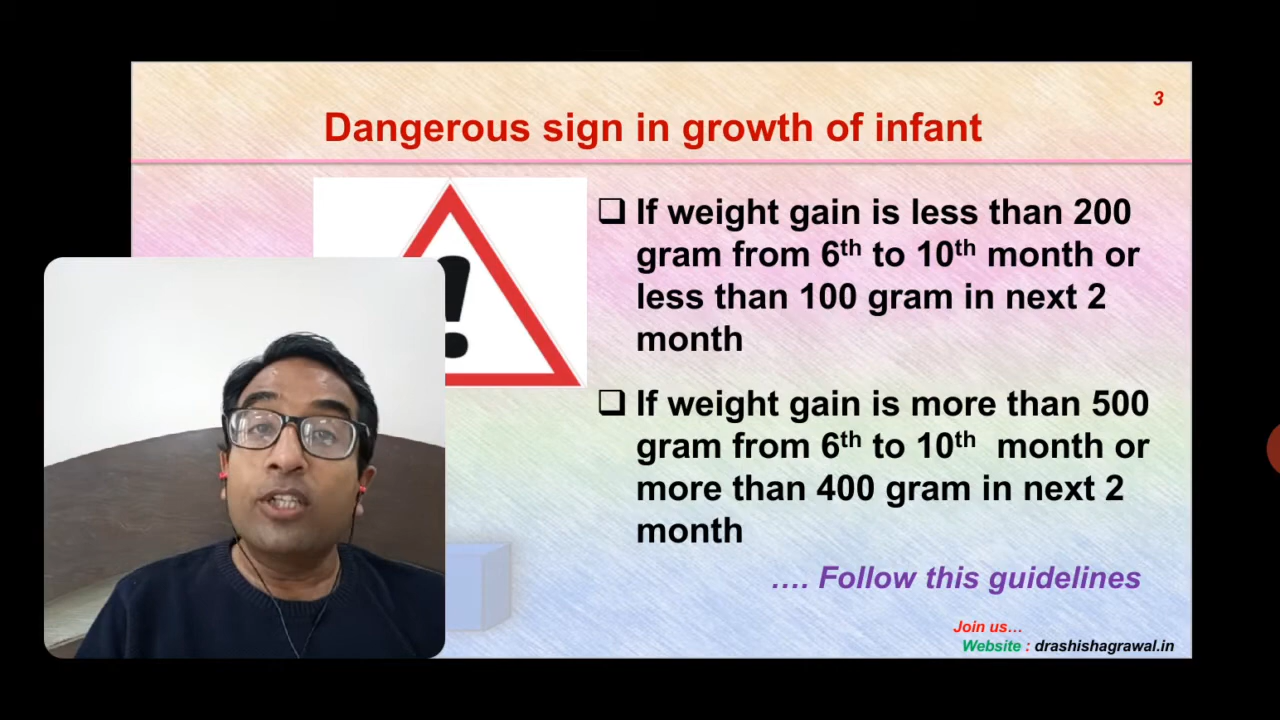 3
Dangerous sign in growth of infant
❑ If weight gain is less than 200
gram from 6th to 10th month or
less than 100 gram in next 2
month
❑ If weight gain is more than 500
gram from 6th to 10th month or
more than 400 gram in next 2
month
…. Follow this guidelines
Join us…
Website : drashishagrawal.in